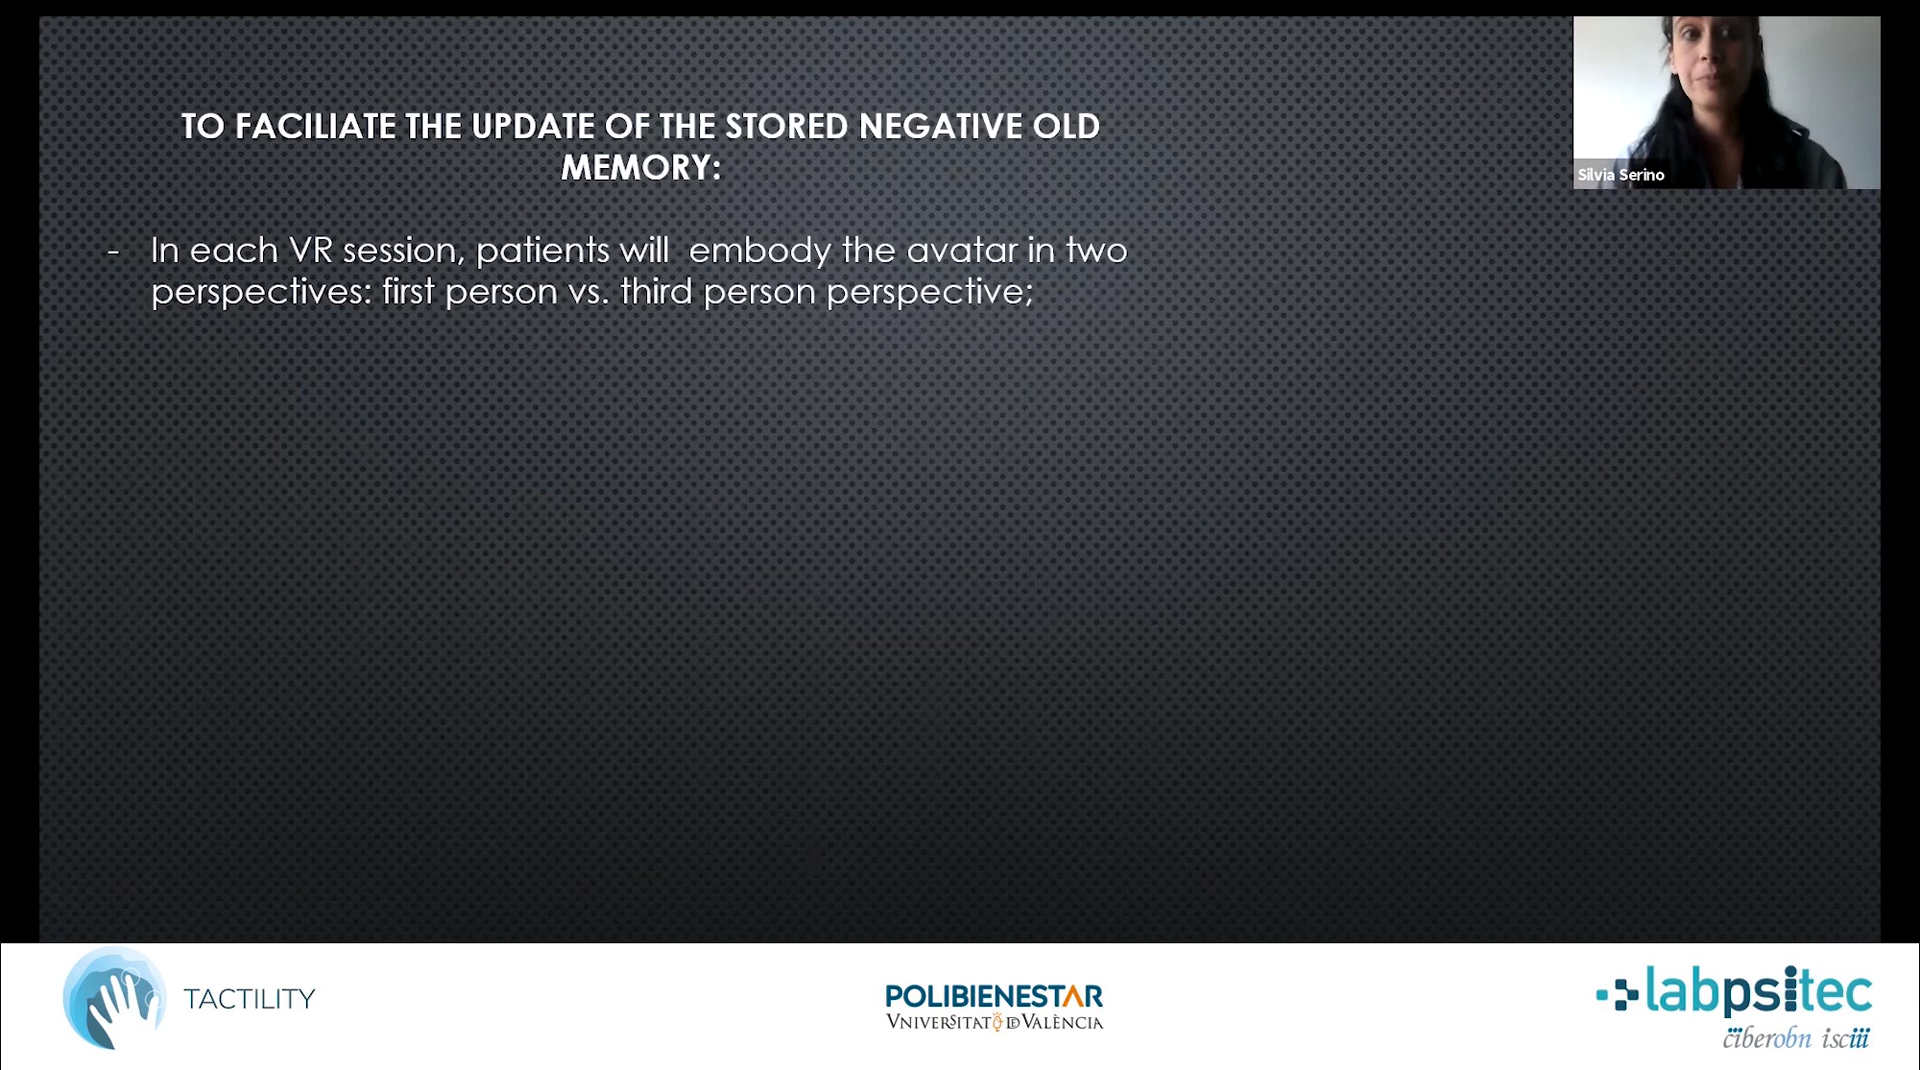 TO FACILIATE THE UPDATE OF THE STORED NEGATIVE OLD
MEMORY:
- In each VR session, patients will embody the avatar in two
perspectives: first person vs. third person perspective;
Silvia Serino
TACTILITY
POLIBIENESTAR
VNIVERSITAT DE VALÈNCIA
labpsitec
ciberobn isciii